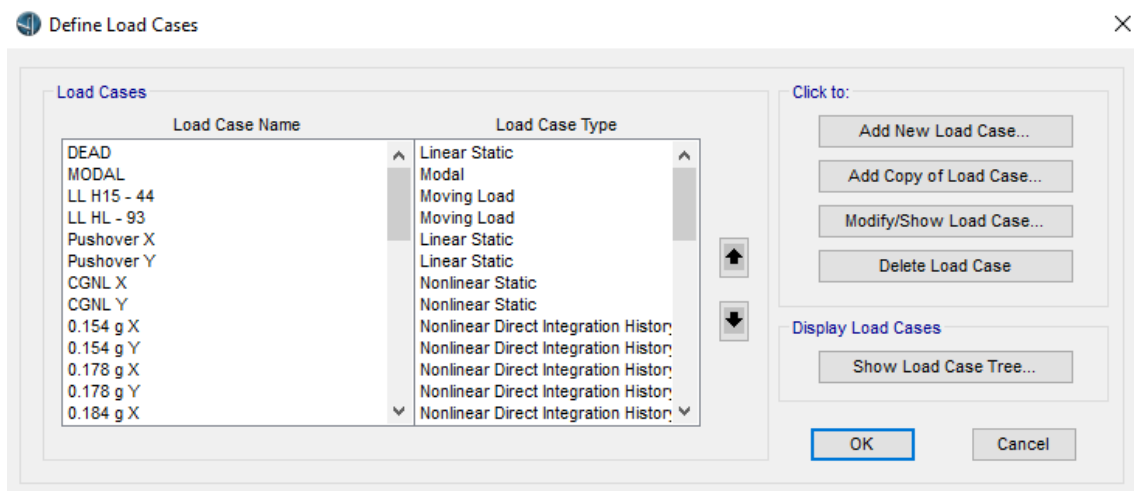 Define Load Cases
Load Cases
Load Case Name Load Case Type
DEAD Linear Static
MODAL Modal
LL H15 - 44 Moving Load
LL HL - 93 Moving Load
Pushover X Linear Static
Pushover Y Linear Static
CGNL X Nonlinear Static
CGNL Y Nonlinear Static
0.154 g X Nonlinear Direct Integration History
0.154 g Y Nonlinear Direct Integration History
0.178 g X Nonlinear Direct Integration History
0.178 g Y Nonlinear Direct Integration History
0.184 g X Nonlinear Direct Integration History
Click to:
Add New Load Case...
Add Copy of Load Case...
Modify/Show Load Case...
Delete Load Case
Display Load Cases
Show Load Case Tree...
OK Cancel